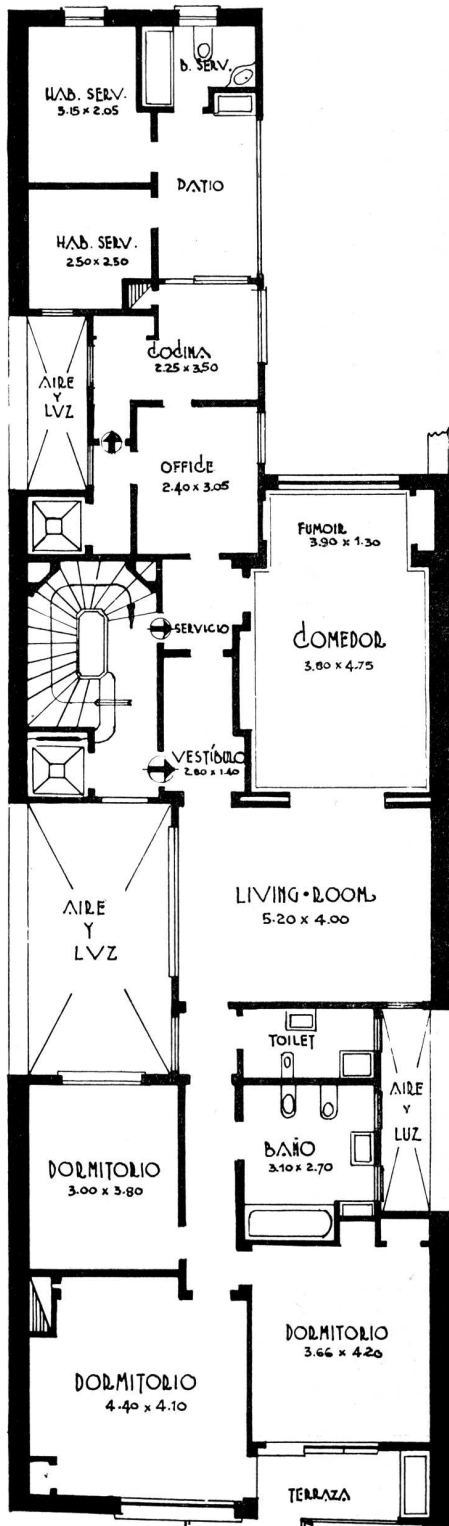 B. SERV.
HAB. SERV.
3.15 x 2.05
PATIO
HAB. SERV.
2.50 x 2.50
COCINA
2.25 x 3.50
AIRE
Y
LUZ
OFFICE
2.40 x 3.05
FUMOIR
3.90 x 1.30
SERVICIO
COMEDOR
3.80 x 4.75
VESTÍBULO
2.80 x 1.40
AIRE
Y
LVZ
LIVING•ROOM
5.20 x 4.00
TOILET
AIRE
Y
LUZ
BAÑO
3.10 x 2.70
DORMITORIO
3.00 x 3.80
DORMITORIO
3.66 x 4.20
DORMITORIO
4.40 x 4.10
TERRAZA